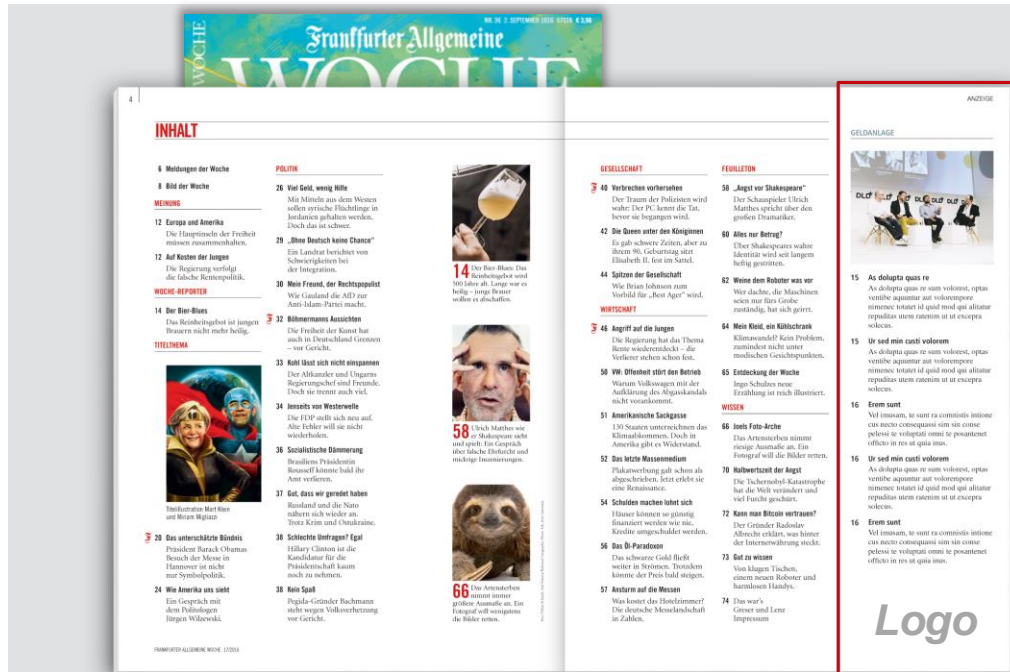 WOCHE
NR. 36 2. SEPTEMBER 2016 € 3,90
Frankfurter Allgemeine
WOCHE
4
INHALT
6 Meldungen der Woche
8 Bild der Woche
MEINUNG
12 Europa und Amerika
Die Hauptinseln der Freiheit
müssen zusammenhalten.
12 Auf Kosten der Jungen
Die Regierung verfolgt
die falsche Rentenpolitik.
WOCHE-REPORTER
14 Der Bier-Blues
Das Reinheitsgebot ist jungen
Brauern nicht mehr heilig.
TITELTHEMA
Titelillustration Mart Klein
und Miriam Migliazzi
20 Das unterschätzte Bündnis
Präsident Barack Obamas
Besuch der Messe in
Hannover ist nicht
nur Symbolpolitik.
24 Wie Amerika uns sieht
Ein Gespräch mit
dem Politologen
Jürgen Wilzewski.
FRANKFURTER ALLGEMEINE WOCHE 17/2016
POLITIK
26 Viel Geld, wenig Hilfe
Mit Mitteln aus dem Westen
sollen syrische Flüchtlinge in
Jordanien gehalten werden.
Doch das ist schwer.
29 „Ohne Deutsch keine Chance“
Ein Landrat berichtet von
Schwierigkeiten bei
der Integration.
30 Mein Freund, der Rechtspopulist
Wie Gauland die AfD zur
Anti-Islam-Partei macht.
32 Böhmermanns Aussichten
Die Freiheit der Kunst hat
auch in Deutschland Grenzen
– vor Gericht.
33 Kohl lässt sich nicht einspannen
Der Altkanzler und Ungarns
Regierungschef sind Freunde.
Doch sie trennt auch viel.
34 Jenseits von Westerwelle
Die FDP stellt sich neu auf.
Alte Fehler will sie nicht
wiederholen.
36 Sozialistische Dämmerung
Brasiliens Präsidentin
Rousseff könnte bald ihr
Amt verlieren.
37 Gut, dass wir geredet haben
Russland und die Nato
nähern sich wieder an.
Trotz Krim und Ostukraine.
38 Schlechte Umfragen? Egal
Hillary Clinton ist die
Kandidatur für die
Präsidentschaft kaum
noch zu nehmen.
38 Kein Spaß
Pegida-Gründer Bachmann
steht wegen Volksverhetzung
vor Gericht.
14 Der Bier-Blues: Das
Reinheitsgebot wird
500 Jahre alt. Lange war es
heilig – junge Brauer
wollen es abschaffen.
58 Ulrich Matthes wie
er Shakespeare sieht
und spielt: Ein Gespräch
über falsche Ehrfurcht und
mickrige Inszenierungen.
66 Das Artensterben
nimmt immer
größere Ausmaße an. Ein
Fotograf will wenigstens
die Bilder retten.
GESELLSCHAFT
40 Verbrechen vorhersehen
Der Traum der Polizisten wird
wahr: Der PC kennt die Tat,
bevor sie begangen wird.
42 Die Queen unter den Königinnen
Es gab schwere Zeiten, aber zu
ihrem 90. Geburtstag sitzt
Elisabeth II. fest im Sattel.
44 Spitzen der Gesellschaft
Wie Brian Johnson zum
Vorbild für „Best Ager“ wird.
WIRTSCHAFT
46 Angriff auf die Jungen
Die Regierung hat das Thema
Rente wiederentdeckt – die
Verlierer stehen schon fest.
50 VW: Offenheit stört den Betrieb
Warum Volkswagen mit der
Aufklärung des Abgasskandals
nicht vorankommt.
51 Amerikanische Sackgasse
130 Staaten unterzeichnen das
Klimaabkommen. Doch in
Amerika gibt es Widerstand.
52 Das letzte Massenmedium
Plakatwerbung galt schon als
abgeschrieben. Jetzt erlebt sie
eine Renaissance.
54 Schulden machen lohnt sich
Häuser können so günstig
finanziert werden wie nie,
Kredite umgeschuldet werden.
56 Das Öl-Paradoxon
Das schwarze Gold fließt
weiter in Strömen. Trotzdem
könnte der Preis bald steigen.
57 Ansturm auf die Messen
Was kostet das Hotelzimmer?
Die deutsche Messelandschaft
in Zahlen.
FEUILLETON
58 „Angst vor Shakespeare“
Der Schauspieler Ulrich
Matthes spricht über den
großen Dramatiker.
60 Alles nur Betrug?
Über Shakespeares wahre
Identität wird seit langem
heftig gestritten.
62 Weine dem Roboter was vor
Wer dachte, die Maschinen
seien nur fürs Grobe
zuständig, hat sich geirrt.
64 Mein Kleid, ein Kühlschrank
Klimawandel? Kein Problem,
zumindest nicht unter
modischen Gesichtspunkten.
65 Entdeckung der Woche
Ingo Schulzes neue
Erzählung ist reich illustriert.
WISSEN
66 Joels Foto-Arche
Das Artensterben nimmt
riesige Ausmaße an. Ein
Fotograf will die Bilder retten.
70 Halbwertszeit der Angst
Die Tschernobyl-Katastrophe
hat die Welt verändert und
viel Furcht geschürt.
72 Kann man Bitcoin vertrauen?
Der Gründer Radoslav
Albrecht erklärt, was hinter
der Internetwährung steckt.
73 Gut zu wissen
Von klugen Tischen,
einem neuen Roboter und
harmlosen Handys.
74 Das war's
Greser und Lenz
Impressum
ANZEIGE
GELDANLAGE
15 As dolupta quas re
As dolupta quas re sum volorest, optas
ventibe aquuntur aut volorepore
nimenec totatet id quid mod qui alitatur
repuditas utem ratenim ut ut excepra
solecus.
15 Ur sed min custi volorem
As dolupta quas re sum volorest, optas
ventibe aquuntur aut volorepore
nimenec totatet id quid mod qui alitatur
repuditas utem ratenim ut ut excepra
solecus.
16 Erem sunt
Vel imusam, te sunt ra comnistis intione
cus necto consequassi sim sin conse
pelessi te voluptati omni te posantenet
officto in res ut quia imus.
16 Ur sed min custi volorem
As dolupta quas re sum volorest, optas
ventibe aquuntur aut volorepore
nimenec totatet id quid mod qui alitatur
repuditas utem ratenim ut ut excepra
solecus.
16 Erem sunt
Vel imusam, te sunt ra comnistis intione
cus necto consequassi sim sin conse
pelessi te voluptati omni te posantenet
officto in res ut quia imus.
Logo